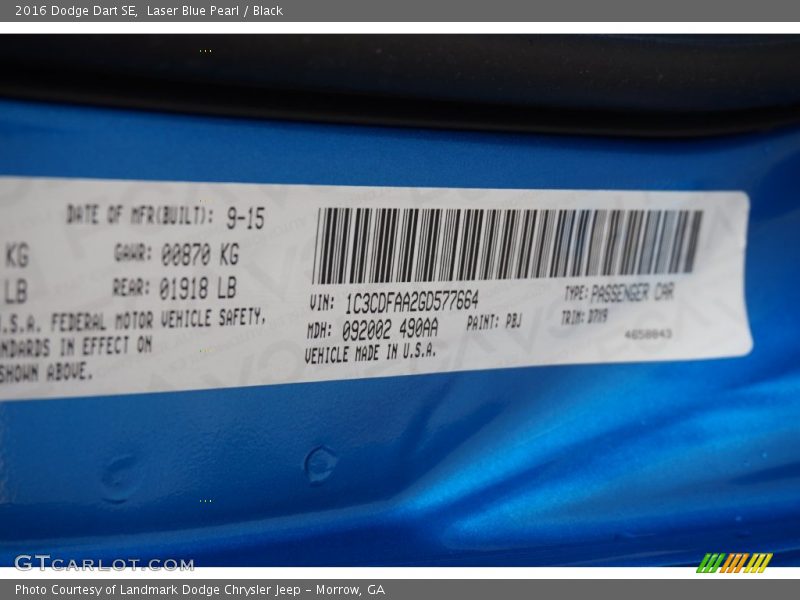 2016 Dodge Dart SE,  Laser Blue Pearl / Black
DATE OF MFR(BUILT): 9-15
KG GAWR: 00870 KG
LB REAR: 01918 LB
U.S.A. FEDERAL MOTOR VEHICLE SAFETY,
NDARDS IN EFFECT ON
SHOWN ABOVE.
VIN: 1C3CDFAA2GD577664 TYPE: PASSENGER CAR
MDH: 092002 490AA PAINT: PBJ TRIM: D7X9
VEHICLE MADE IN U.S.A. 4658843
GTcarlot.com
Photo Courtesy of Landmark Dodge Chrysler Jeep – Morrow, GA